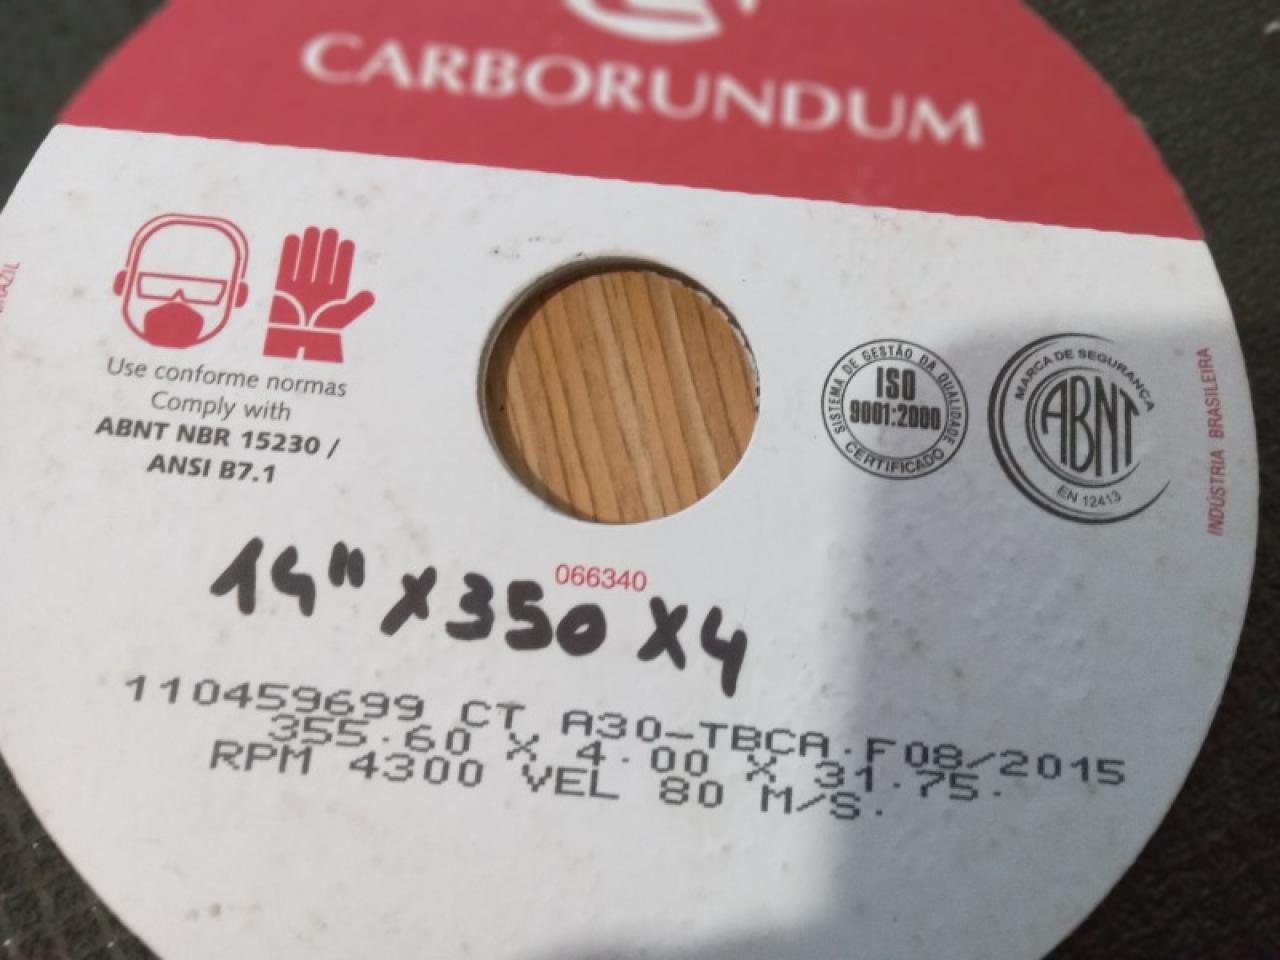 CARBORUNDUM
Use conforme normas
Comply with
ABNT NBR 15230 /
ANSI B7.1
SISTEMA DE GESTÃO DA QUALIDADE
ISO
9001:2000
CERTIFICADO
MARCA DE SEGURANÇA
ABNT
EN 12413
INDÚSTRIA BRASILEIRA
066340
14" X 350 X 4
110459699 CT A30-TBCA.F08/2015
355.60 X 4.00 X 31.75.
RPM 4300 VEL 80 M/S.